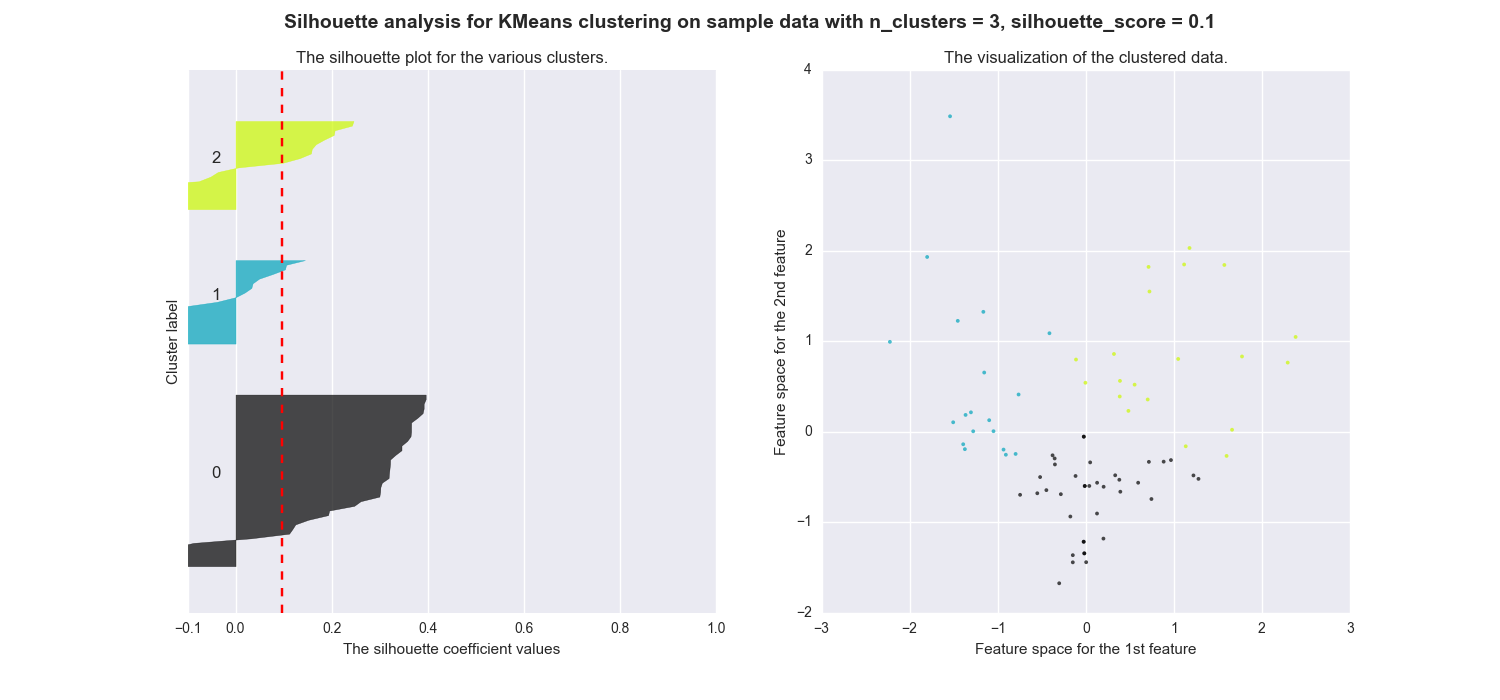 Silhouette analysis for KMeans clustering on sample data with n_clusters = 3, silhouette_score = 0.1
The silhouette plot for the various clusters.
2
1
0
Cluster label
−0.1 0.0 0.2 0.4 0.6 0.8 1.0
The silhouette coefficient values
The visualization of the clustered data.
4
3
2
1
0
−1
−2
Feature space for the 2nd feature
−3 −2 −1 0 1 2 3
Feature space for the 1st feature